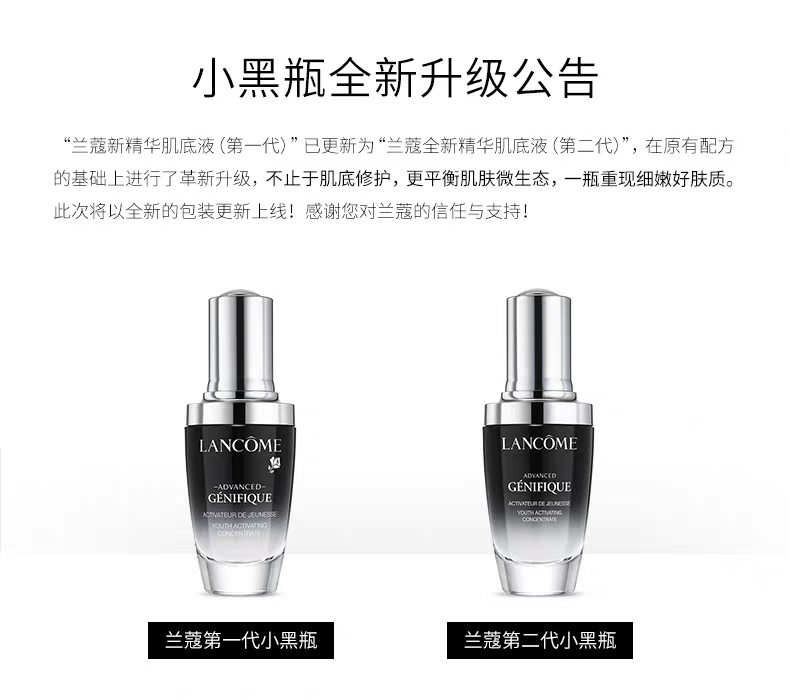 小黑瓶全新升级公告
“兰蔻新精华肌底液（第一代）”已更新为“兰蔻全新精华肌底液（第二代）”，在原有配方
的基础上进行了革新升级，不止于肌底修护，更平衡肌肤微生态，一瓶重现细嫩好肤质。
此次将以全新的包装更新上线！感谢您对兰蔻的信任与支持！
LANCÔME
–ADVANCED–
GÉNIFIQUE
ACTIVATEUR DE JEUNESSE
YOUTH ACTIVATING
CONCENTRATE
LANCÔME
ADVANCED
GÉNIFIQUE
ACTIVATEUR DE JEUNESSE
YOUTH ACTIVATING
CONCENTRATE
兰蔻第一代小黑瓶
兰蔻第二代小黑瓶